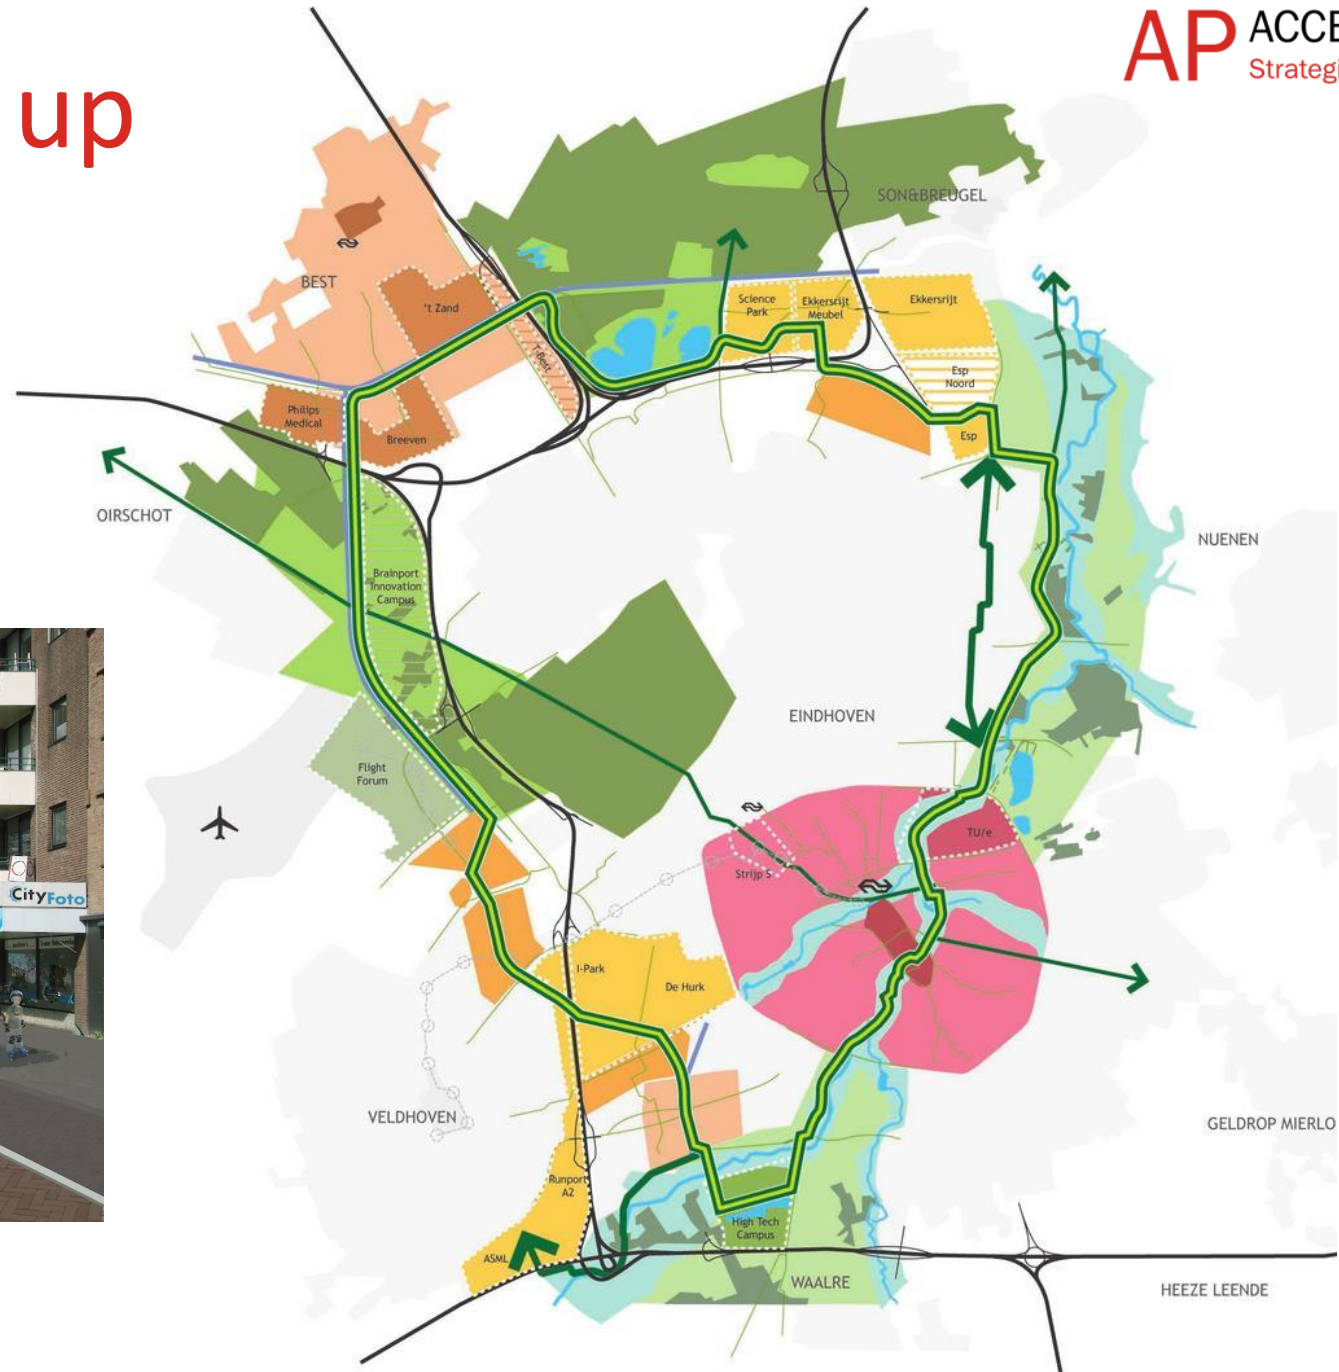 up
AP ACCE
Strategi
SON&BREUGEL
BEST
't Zand
T-Best
Science
Park
Ekkersrijt
Meubel
Ekkersrijt
Esp
Noord
Esp
Philips
Medical
Breeven
OIRSCHOT
NUENEN
Brainport
Innovation
Campus
EINDHOVEN
Flight
Forum
TU/e
Strijp S
CityFoto
I-Park
De Hurk
VELDHOVEN
GELDROP MIERLO
Runport
A2
High Tech
Campus
ASML
WAALRE
HEEZE LEENDE